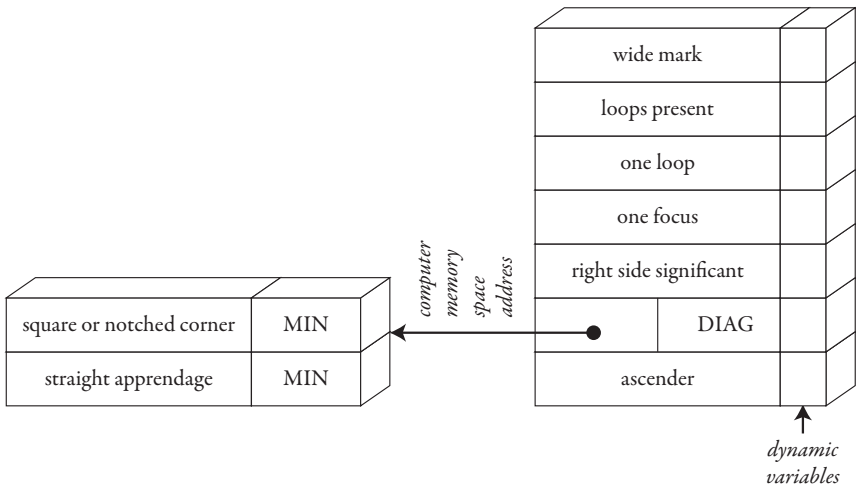 wide mark
loops present
one loop
one focus
right side significant
DIAG
ascender
computer
memory
space
address
square or notched corner MIN
straight apprendage MIN
dynamic
variables